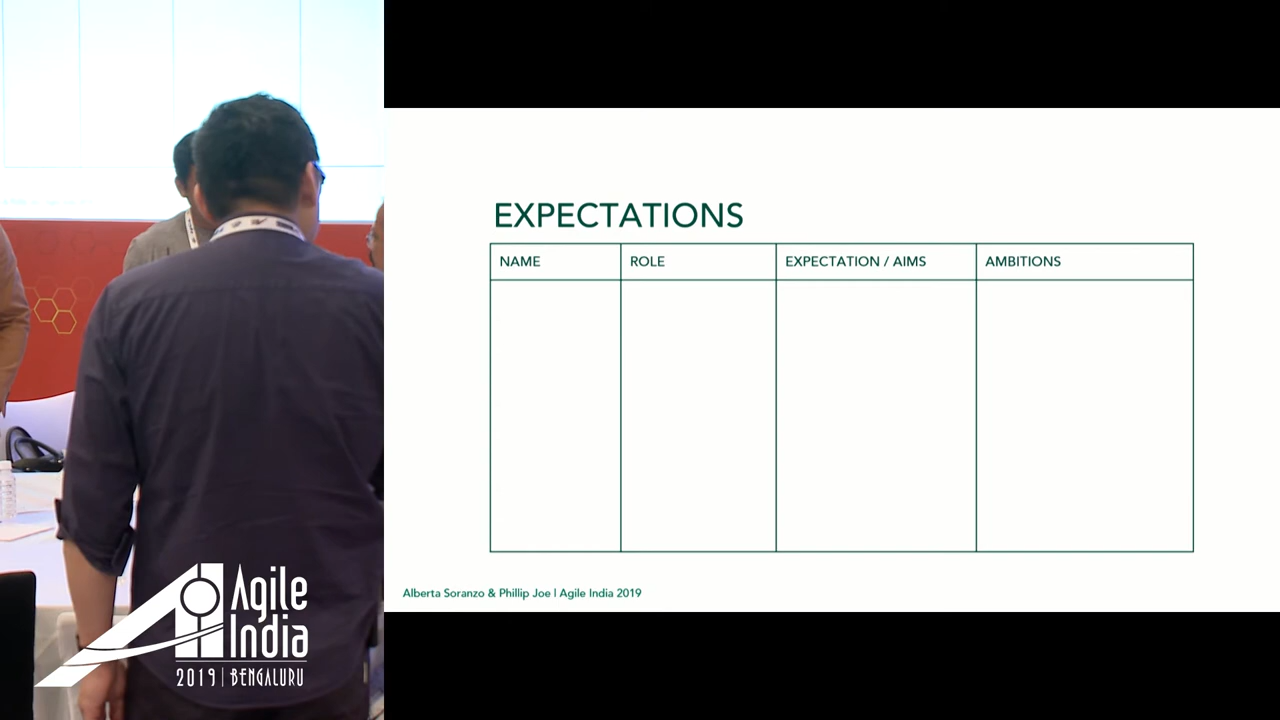 EXPECTATIONS
NAME
ROLE
EXPECTATION / AIMS
AMBITIONS
Alberta Soranzo & Phillip Joe | Agile India 2019
Agile
India
2019 | BENGALURU